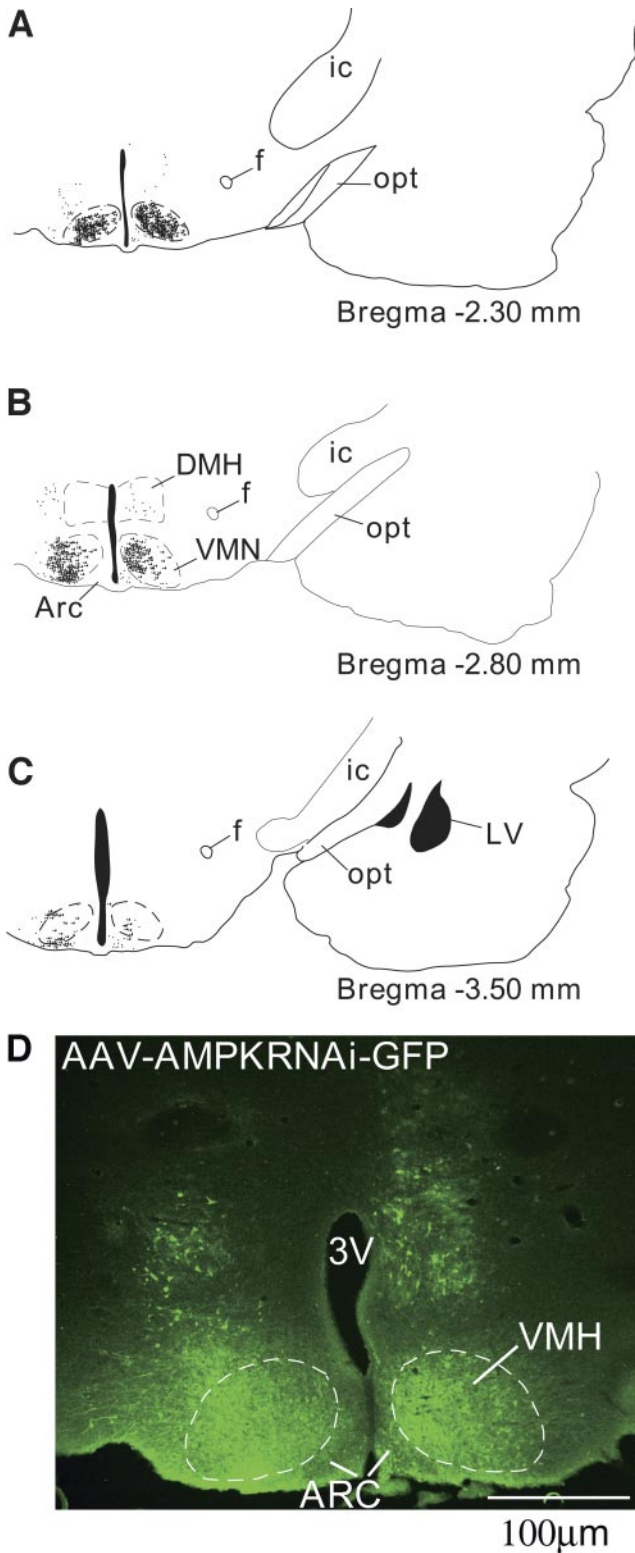 A
ic
f
opt
Bregma -2.30 mm
B
DMH
ic
f
opt
VMN
Arc
Bregma -2.80 mm
C
ic
f
LV
opt
Bregma -3.50 mm
D
AAV-AMPKRNAi-GFP
3V
VMH
ARC
100μm